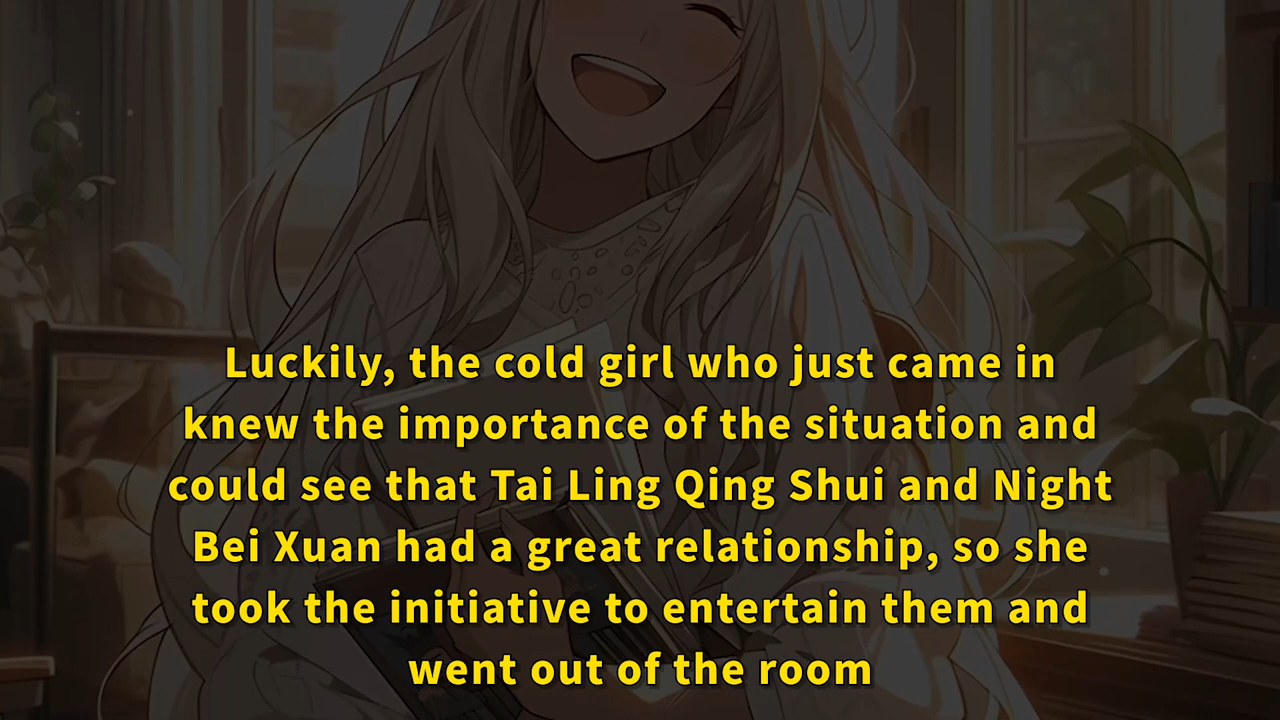 Luckily, the cold girl who just came in
knew the importance of the situation and
could see that Tai Ling Qing Shui and Night
Bei Xuan had a great relationship, so she
took the initiative to entertain them and
went out of the room